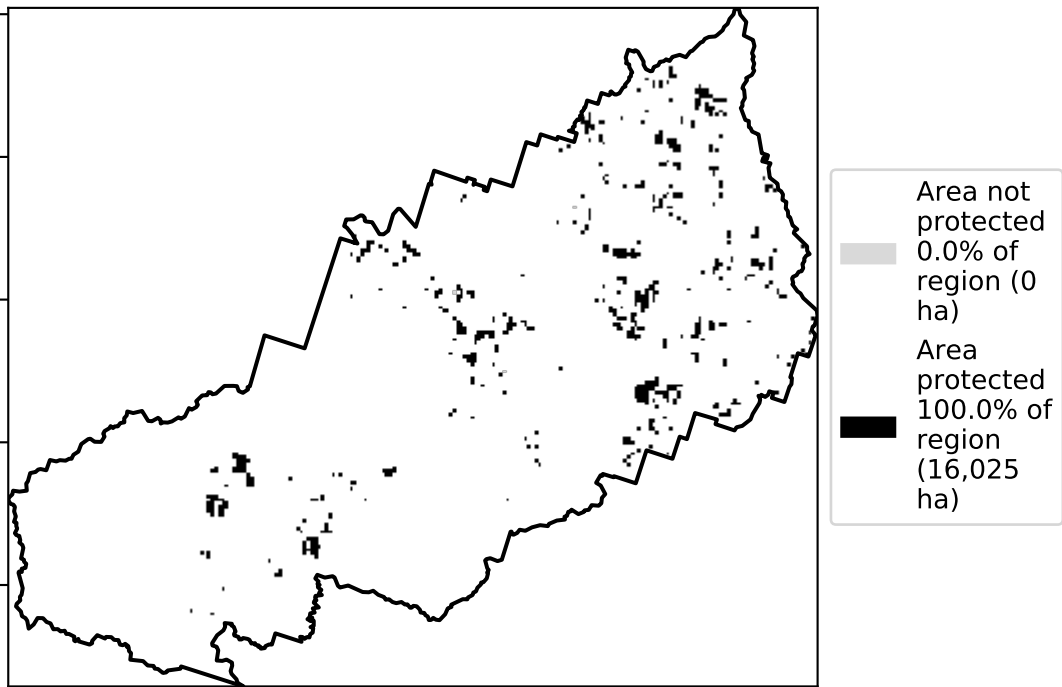 Area not
protected
0.0% of
region (0
ha)
Area
protected
100.0% of
region
(16,025
ha)